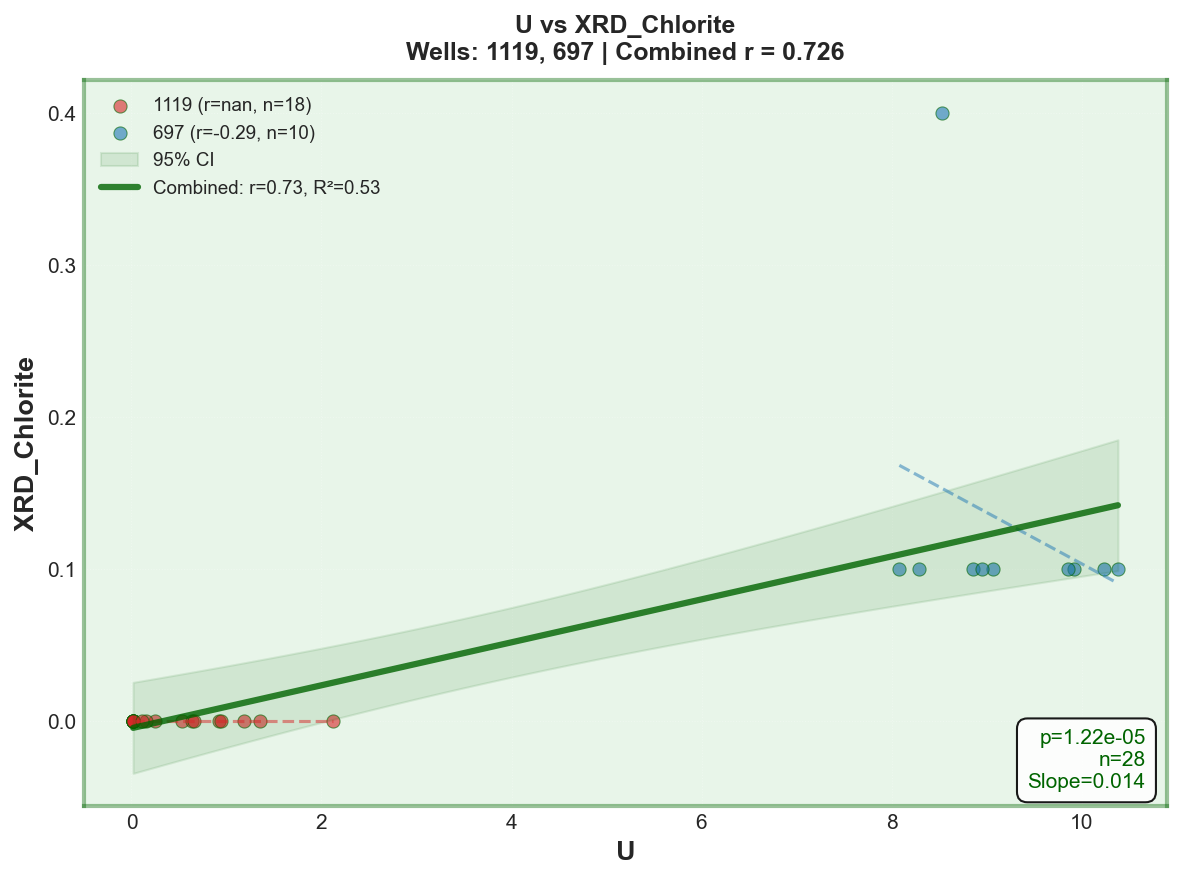 U vs XRD_Chlorite
Wells: 1119, 697 | Combined r = 0.726
1119 (r=nan, n=18)
697 (r=-0.29, n=10)
95% CI
Combined: r=0.73, R²=0.53
XRD_Chlorite
0.4
0.3
0.2
0.1
0.0
p=1.22e-05
n=28
Slope=0.014
0 2 4 6 8 10
U